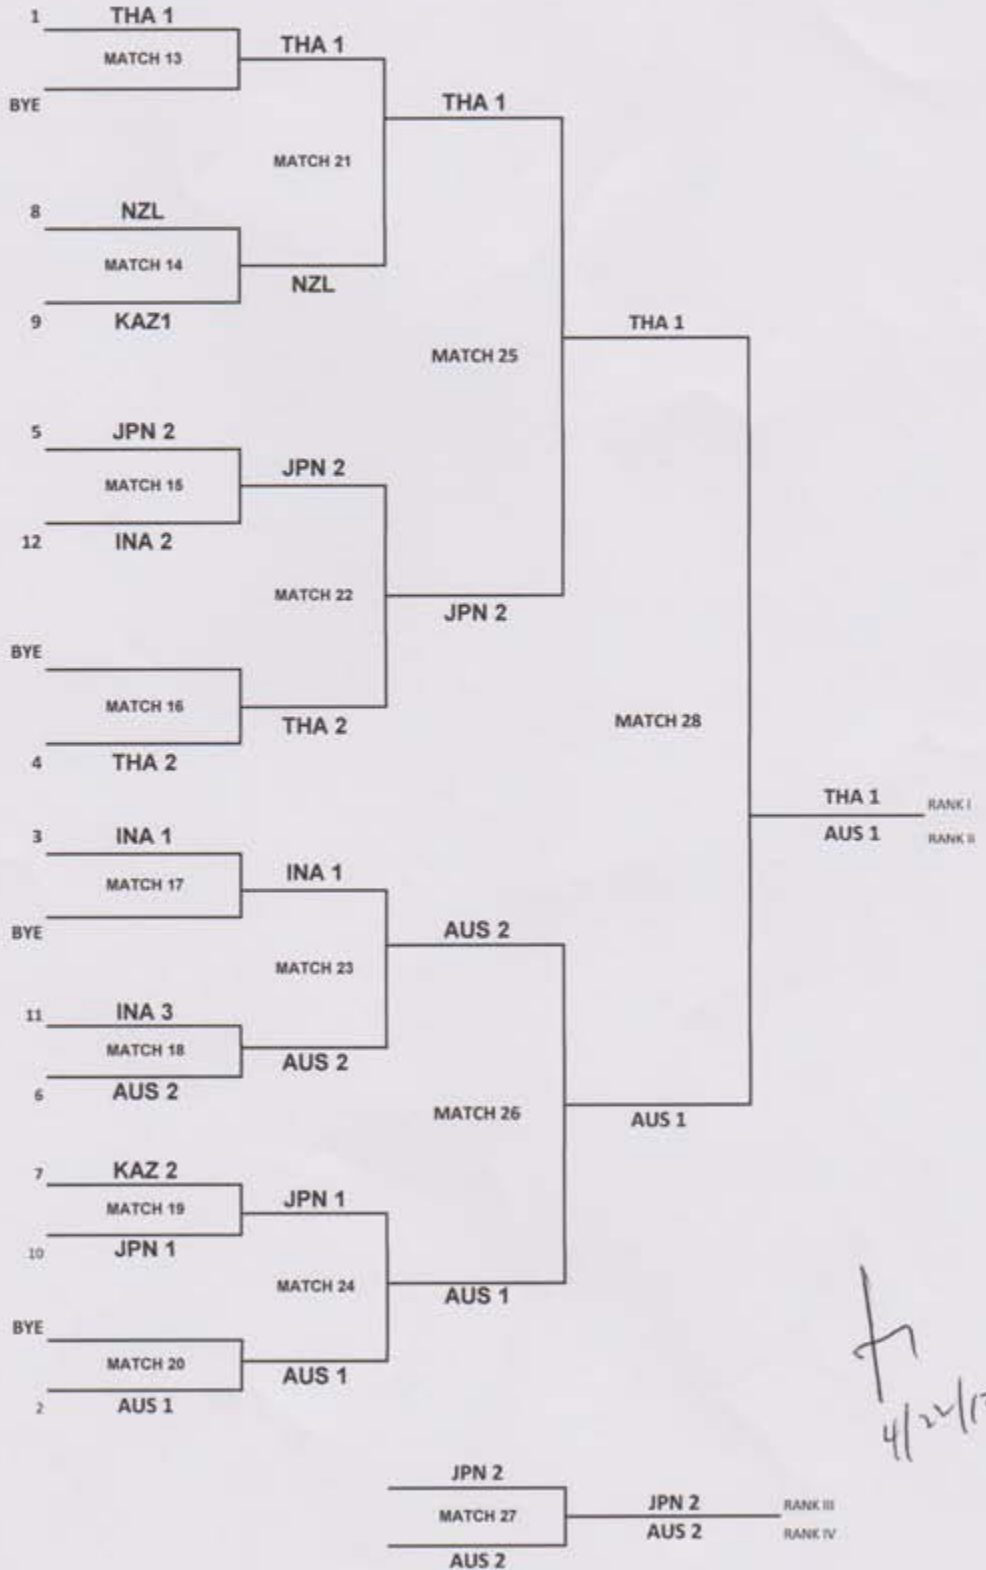 1 THA 1
MATCH 13
BYE
THA 1
MATCH 21
8 NZL
MATCH 14
9 KAZ1
NZL
THA 1
MATCH 25
5 JPN 2
MATCH 15
12 INA 2
JPN 2
MATCH 22
BYE
MATCH 16
4 THA 2
THA 2
JPN 2
THA 1
MATCH 28
3 INA 1
MATCH 17
BYE
INA 1
MATCH 23
11 INA 3
MATCH 18
6 AUS 2
AUS 2
AUS 2
MATCH 26
7 KAZ 2
MATCH 19
10 JPN 1
JPN 1
MATCH 24
BYE
MATCH 20
2 AUS 1
AUS 1
AUS 1
AUS 1
THA 1 RANK I
AUS 1 RANK II
JPN 2
MATCH 27
AUS 2
JPN 2 RANK III
AUS 2 RANK IV